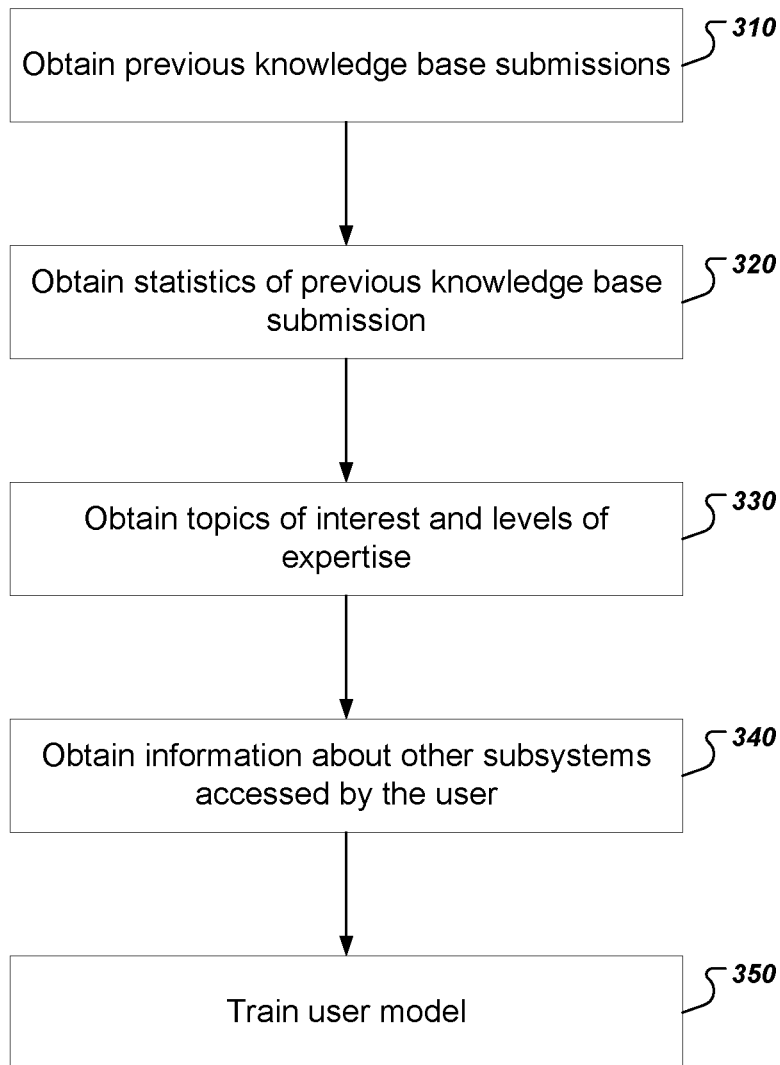 Obtain previous knowledge base submissions
310
Obtain statistics of previous knowledge base
submission
320
Obtain topics of interest and levels of
expertise
330
Obtain information about other subsystems
accessed by the user
340
Train user model
350